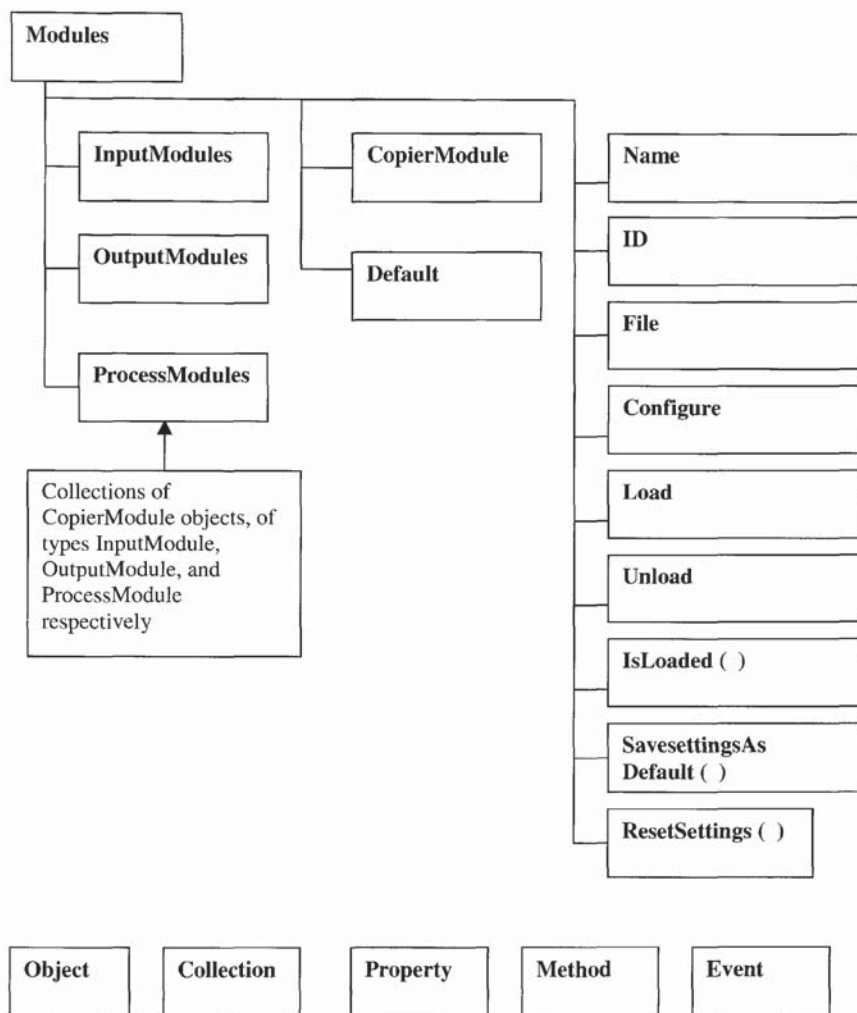 Modules
InputModules
OutputModules
ProcessModules
Collections of
CopierModule objects, of
types InputModule,
OutputModule, and
ProcessModule
respectively
CopierModule
Default
Name
ID
File
Configure
Load
Unload
IsLoaded ( )
SavesettingsAs
Default ( )
ResetSettings ( )
Object
Collection
Property
Method
Event